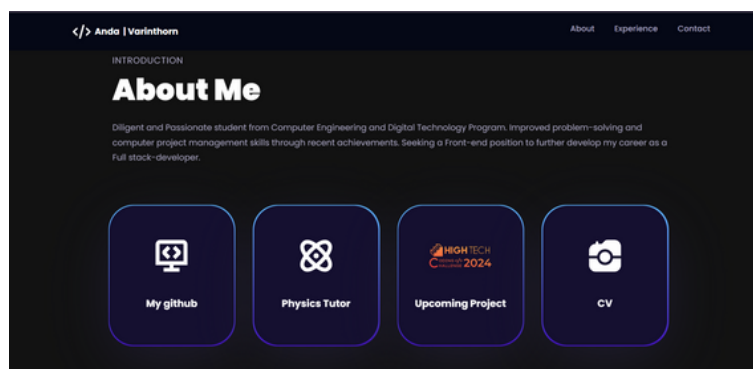 </> Anda | Varinthorn
About Experience Contact
INTRODUCTION
About Me
Diligent and Passionate student from Computer Engineering and Digital Technology Program. Improved problem-solving and
computer project management skills through recent achievements. Seeking a Front-end position to further develop my career as a
Full stack-developer.
HIGH TECH
2024
My github
Physics Tutor
Upcoming Project
CV